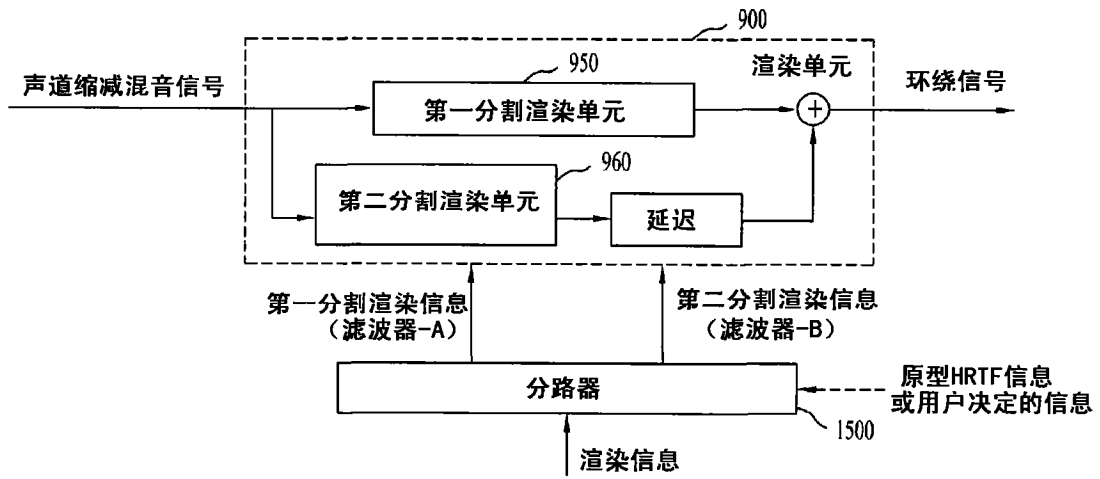 900
声道缩减混音信号
950
渲染单元
环绕信号
第一分割渲染单元
+
960
第二分割渲染单元
延迟
第一分割渲染信息
(滤波器-A)
第二分割渲染信息
(滤波器-B)
分路器
原型HRTF信息
或用户决定的信息
1500
渲染信息